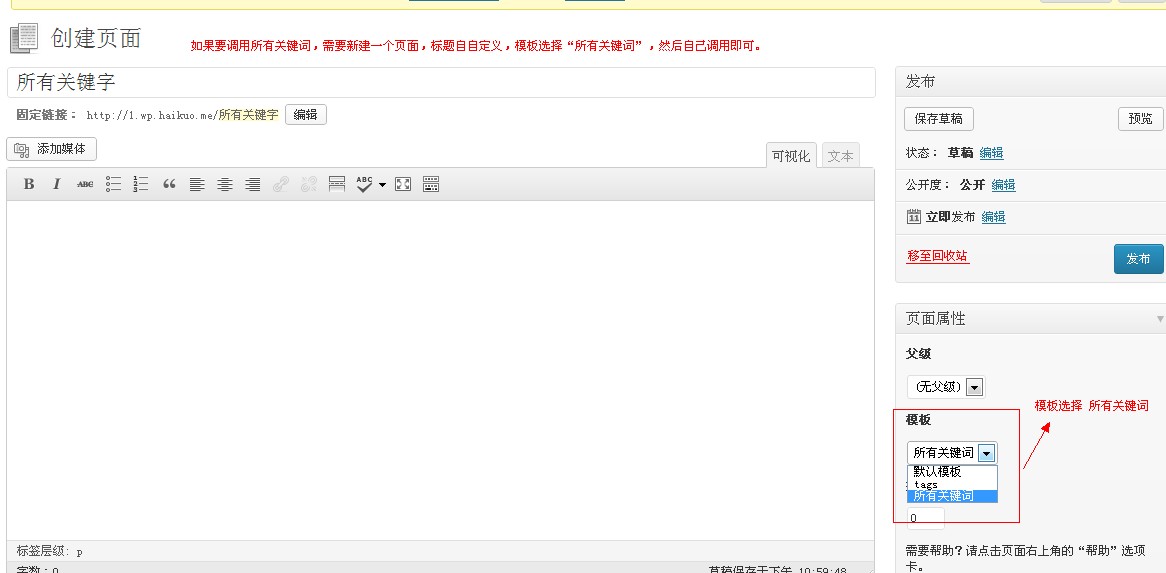 创建页面
如果要调用所有关键词，需要新建一个页面，标题自自定义，模板选择“所有关键词”，然后自己调用即可。
所有关键字
固定链接： http://1.wp.haikuo.me/所有关键字 编辑
添加媒体
可视化 文本
B I ABC ABC
标签层级: p
字数：0 草稿保存于下午 10:59:48
发布
保存草稿 预览
状态： 草稿 编辑
公开度： 公开 编辑
11 立即发布 编辑
移至回收站 发布
页面属性
父级
(无父级)
模板
模板选择 所有关键词
所有关键词
默认模板
tags
所有关键词
0
需要帮助？请点击页面右上角的“帮助”选项
卡。